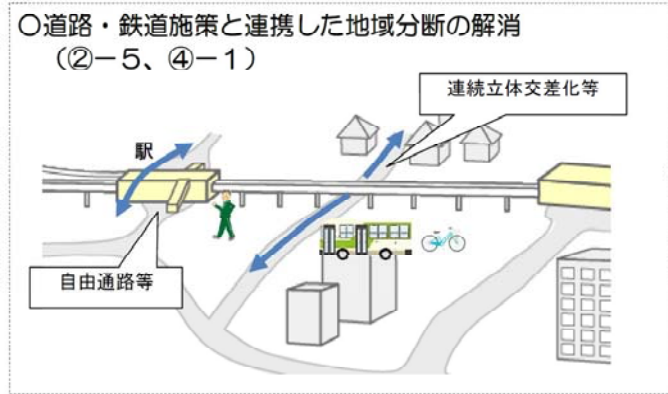 〇道路・鉄道施策と連携した地域分断の解消
（②－５、④－１）
連続立体交差化等
駅
自由通路等